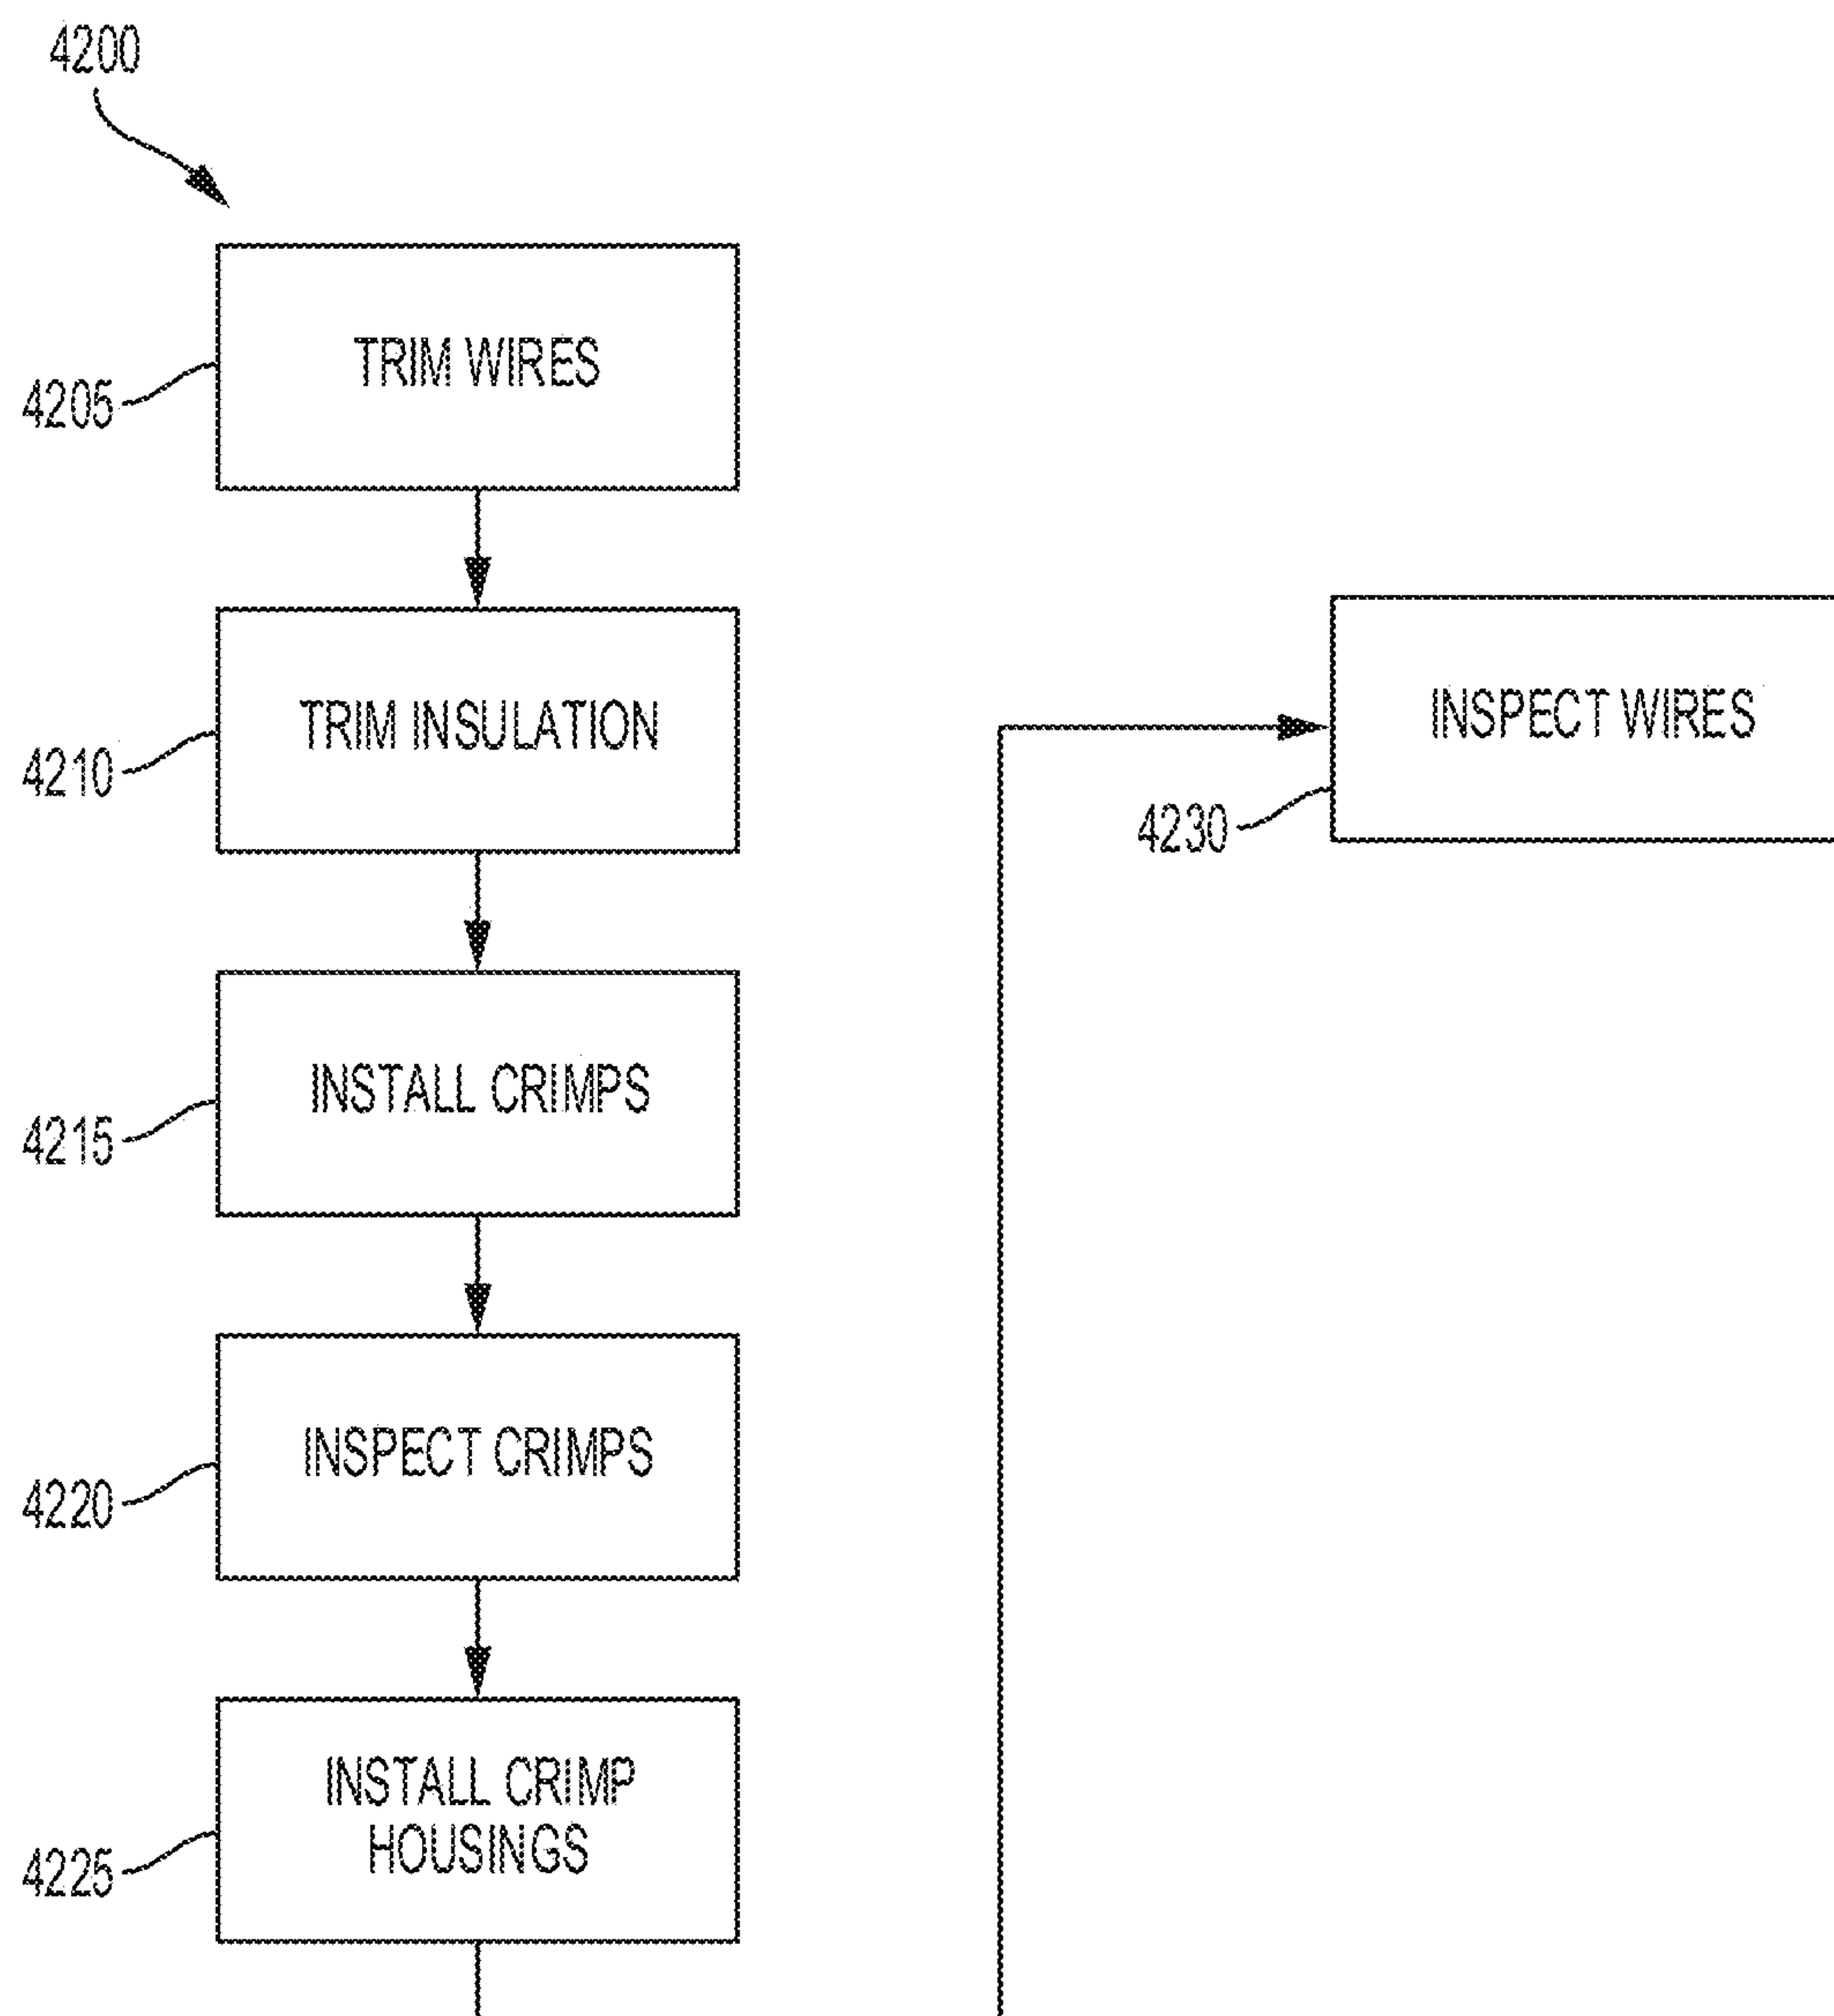 4200
TRIM WIRES
4205
TRIM INSULATION
4210
INSTALL CRIMPS
4215
INSPECT CRIMPS
4220
INSTALL CRIMP
HOUSINGS
4225
INSPECT WIRES
4230